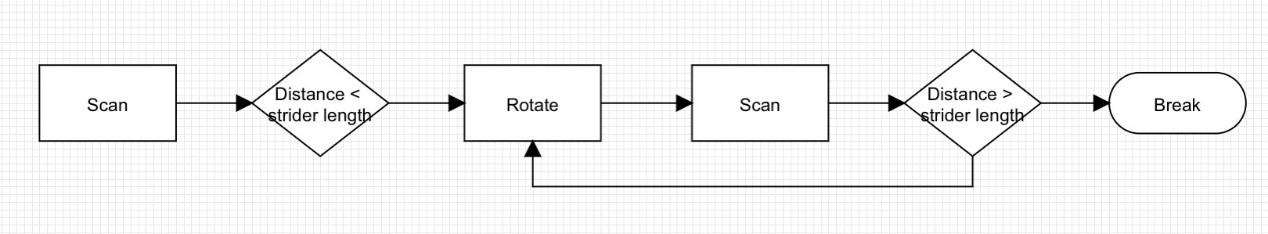 Scan
Distance <
strider length
Rotate
Scan
Distance >
strider length
Break